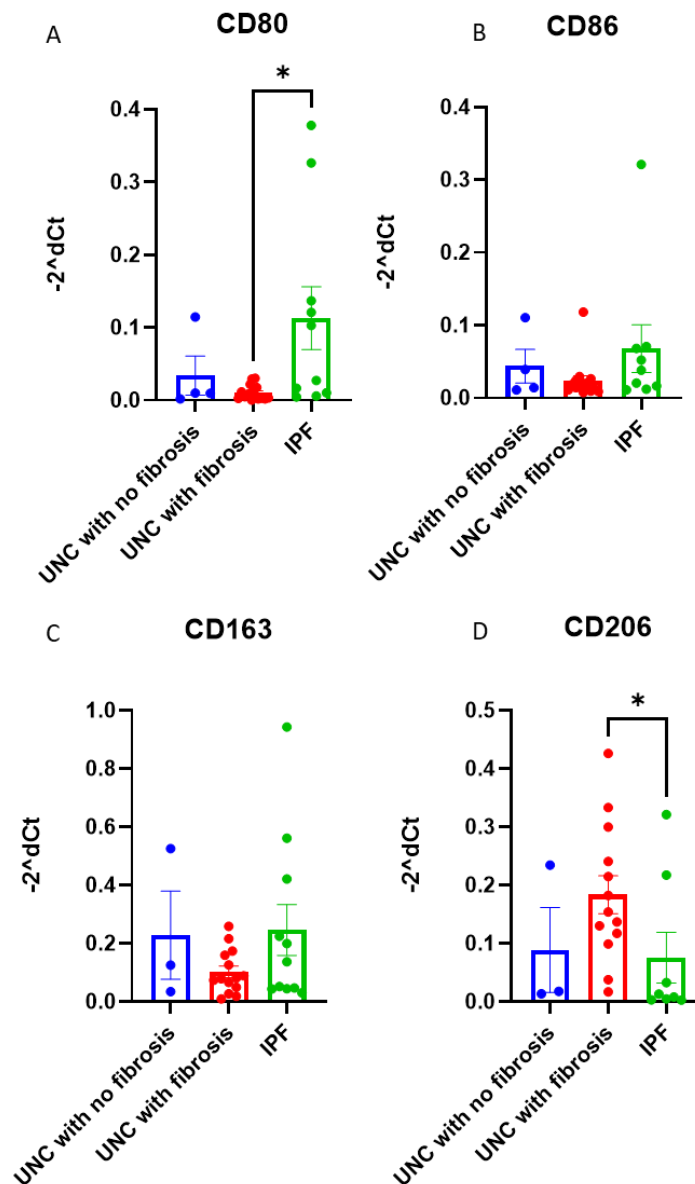 A
CD80
*
-2^dCt
0.4
0.3
0.2
0.1
0.0
UNC with no fibrosis
UNC with fibrosis
IPF
B
CD86
-2^dCt
0.4
0.3
0.2
0.1
0.0
UNC with no fibrosis
UNC with fibrosis
IPF
C
CD163
-2^dCt
1.0
0.8
0.6
0.4
0.2
0.0
UNC with no fibrosis
UNC with fibrosis
IPF
D
CD206
*
-2^dCt
0.5
0.4
0.3
0.2
0.1
0.0
UNC with no fibrosis
UNC with fibrosis
IPF